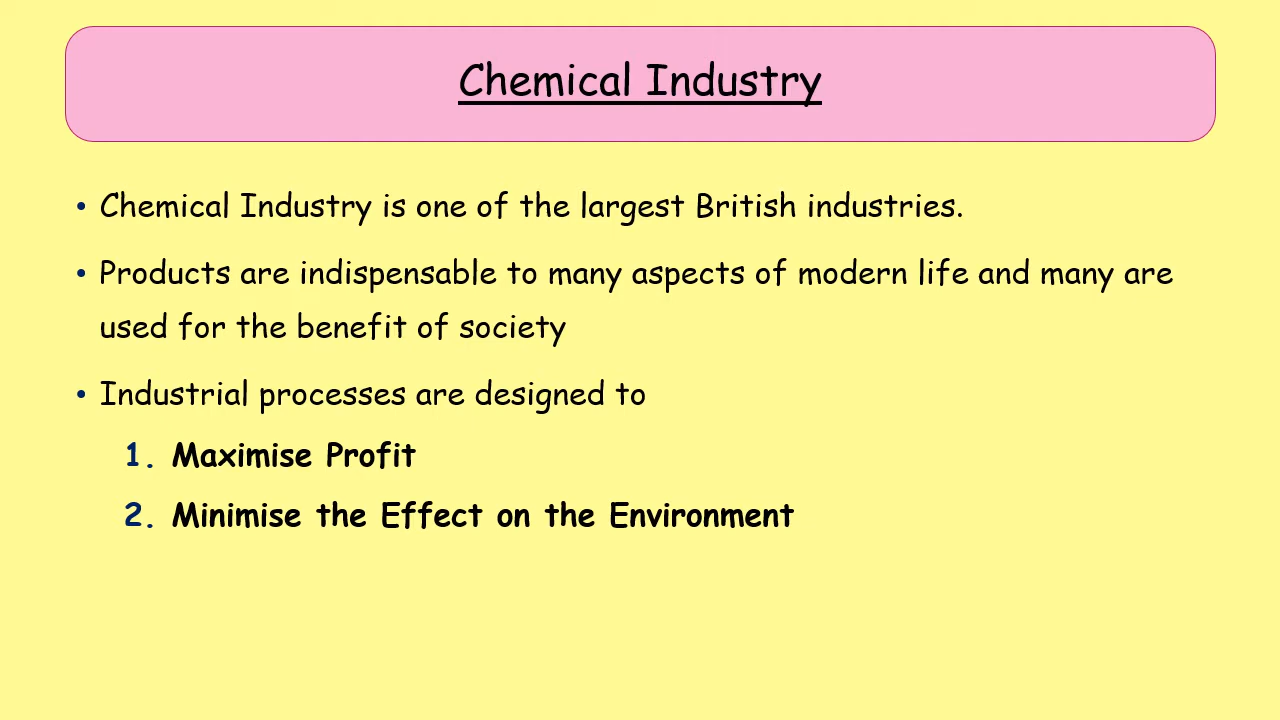 Chemical Industry
• Chemical Industry is one of the largest British industries.
• Products are indispensable to many aspects of modern life and many are
used for the benefit of society
• Industrial processes are designed to
1. Maximise Profit
2. Minimise the Effect on the Environment